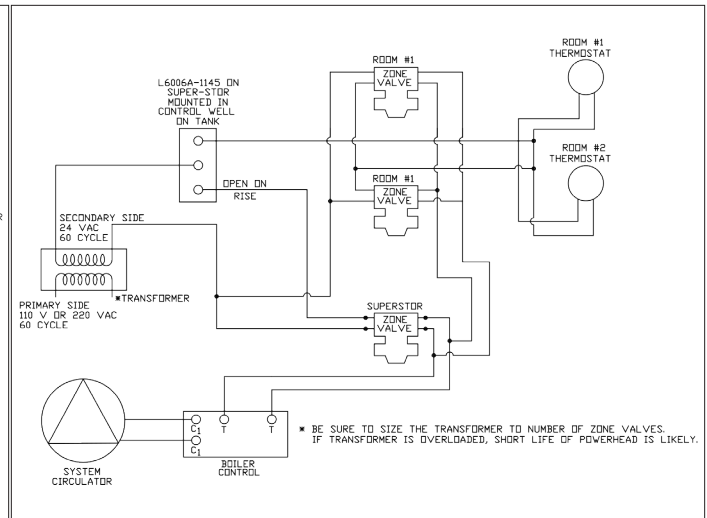 ROOM #1
THERMOSTAT
ROOM #1
ZONE
VALVE
L6006A-1145 ON
SUPER-STOR
MOUNTED IN
CONTROL WELL
ON TANK
ROOM #2
THERMOSTAT
OPEN ON
RISE
ROOM #1
ZONE
VALVE
R
SECONDARY SIDE
24 VAC
60 CYCLE
*TRANSFORMER
PRIMARY SIDE
110 V OR 220 VAC
60 CYCLE
SUPERSTOR
ZONE
VALVE
C1
T
T
C1
* BE SURE TO SIZE THE TRANSFORMER TO NUMBER OF ZONE VALVES.
IF TRANSFORMER IS OVERLOADED, SHORT LIFE OF POWERHEAD IS LIKELY.
SYSTEM
CIRCULATOR
BOILER
CONTROL